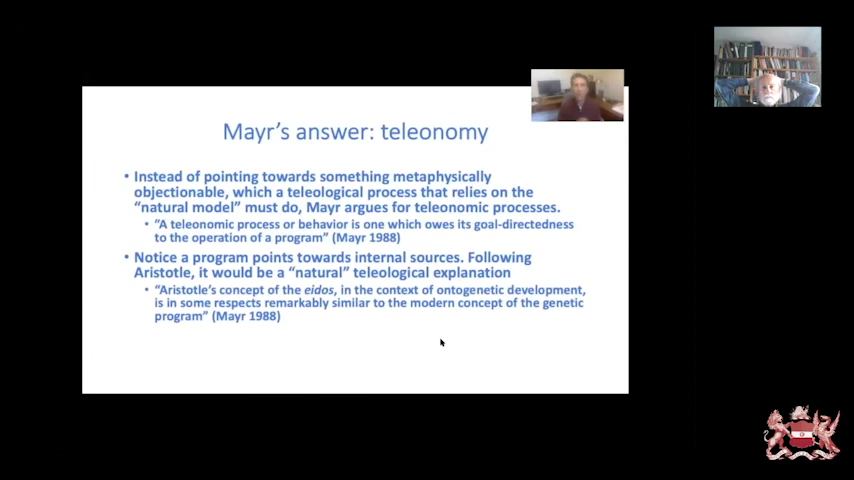 Mayr's answer: teleonomy
• Instead of pointing towards something metaphysically
objectionable, which a teleological process that relies on the
"natural model" must do, Mayr argues for teleonomic processes.
• "A teleonomic process or behavior is one which owes its goal-directedness
to the operation of a program" (Mayr 1988)
• Notice a program points towards internal sources. Following
Aristotle, it would be a "natural" teleological explanation
• "Aristotle's concept of the eidos, in the context of ontogenetic development,
is in some respects remarkably similar to the modern concept of the genetic
program" (Mayr 1988)